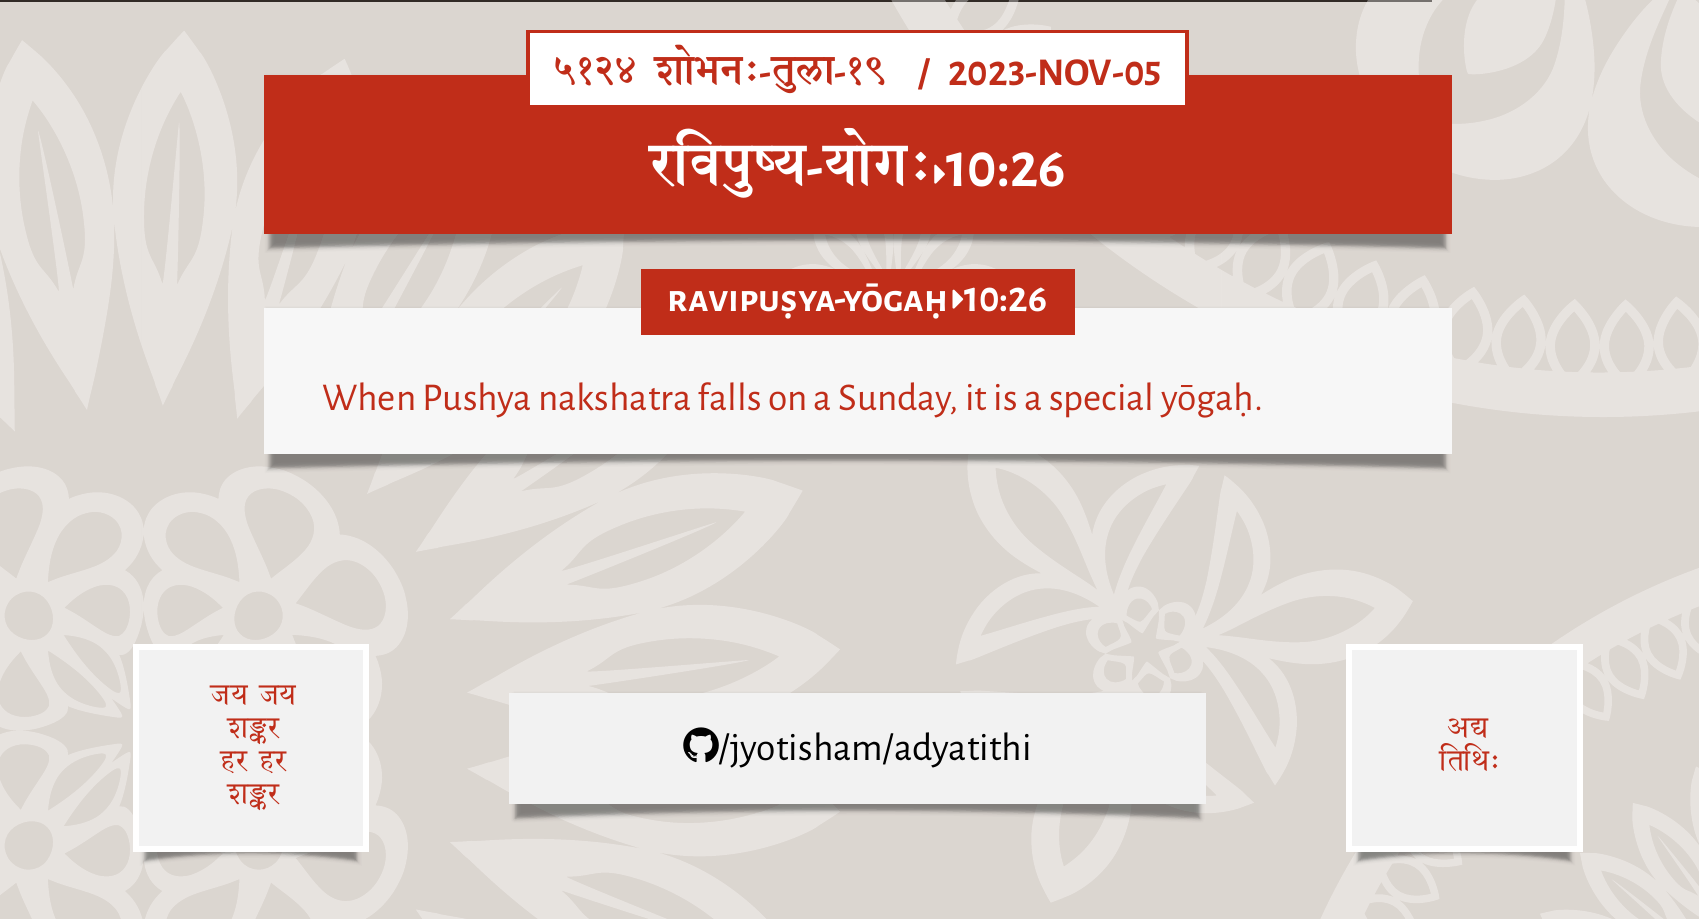 ५१२४ शोभनः-तुला-१९ / 2023-NOV-05
रविपुष्य-योगः▸10:26
RAVIPUṢYA-YŌGAḤ▸10:26
When Pushya nakshatra falls on a Sunday, it is a special yōgaḥ.
जय जय
शङ्कर
हर हर
शङ्कर
/jyotisham/adyatithi
अद्य
तिथिः